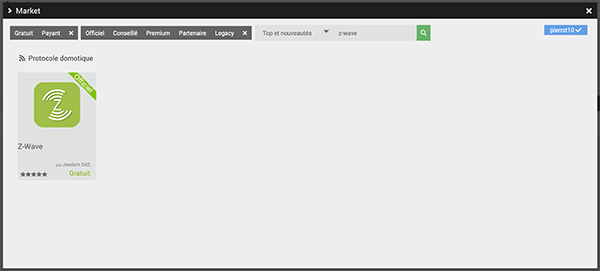 Market
Gratuit Payant Officiel Conseillé Premium Partenaire Legacy Top et nouveautés z-wave pierrot10
Protocole domotique
Officiel
Z-Wave
par Jeedom SAS
Gratuit